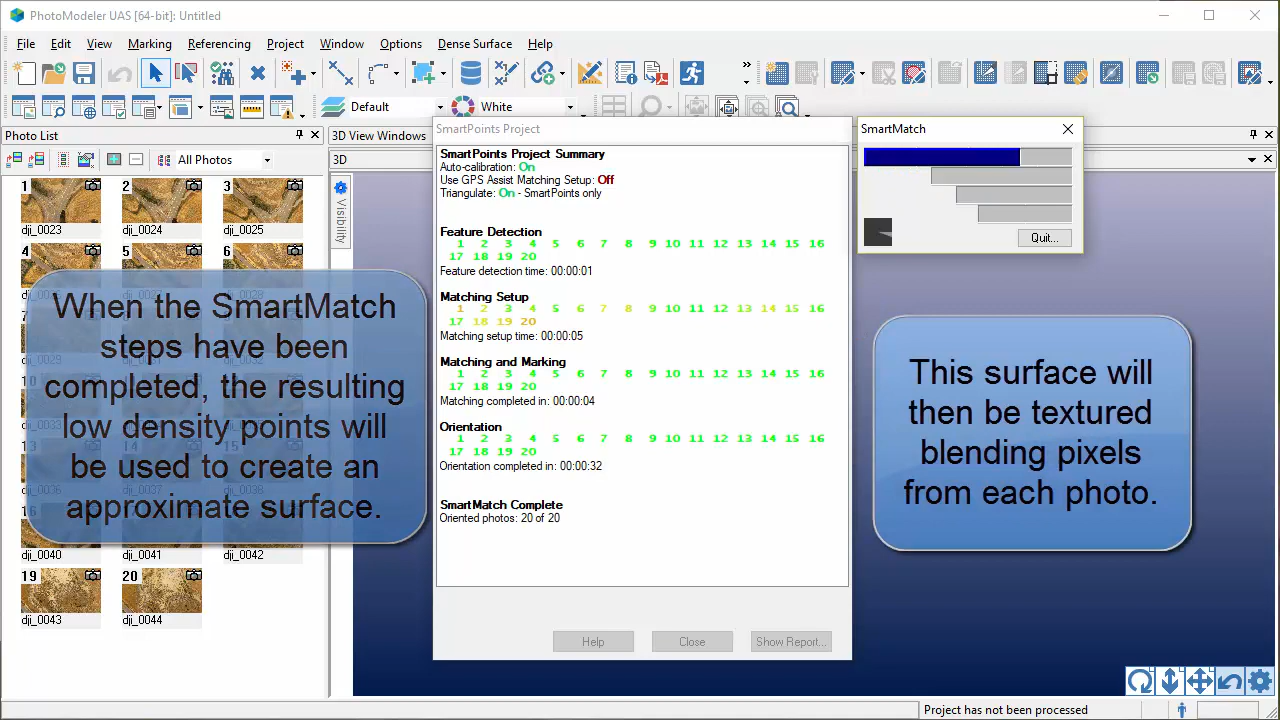 PhotoModeler UAS [64-bit]: Untitled
File Edit View Marking Referencing Project Window Options Dense Surface Help
Default White
Photo List
3D View Windows
All Photos
3D
Visibility
1 2 3
dji_0023 dji_0024 dji_0025
4 5 6
When the SmartMatch
steps have been
completed, the resulting
low density points will
be used to create an
approximate surface.
dji_0040 dji_0041 dji_0042
19 20
dji_0043 dji_0044
SmartPoints Project
SmartPoints Project Summary
Auto-calibration: On
Use GPS Assist Matching Setup: Off
Triangulate: On - SmartPoints only
Feature Detection
1 2 3 4 5 6 7 8 9 10 11 12 13 14 15 16
17 18 19 20
Feature detection time: 00:00:01
Matching Setup
1 2 3 4 5 6 7 8 9 10 11 12 13 14 15 16
17 18 19 20
Matching setup time: 00:00:05
Matching and Marking
1 2 3 4 5 6 7 8 9 10 11 12 13 14 15 16
17 18 19 20
Matching completed in: 00:00:04
Orientation
1 2 3 4 5 6 7 8 9 10 11 12 13 14 15 16
17 18 19 20
Orientation completed in: 00:00:32
SmartMatch Complete
Oriented photos: 20 of 20
Help Close Show Report...
SmartMatch
Quit...
This surface will
then be textured
blending pixels
from each photo.
Project has not been processed